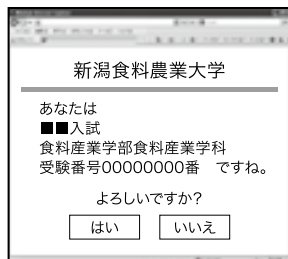 新潟食料農業大学
あなたは
■■入試
食料産業学部食料産業学科
受験番号00000000番　ですね。
よろしいですか?
はい　いいえ